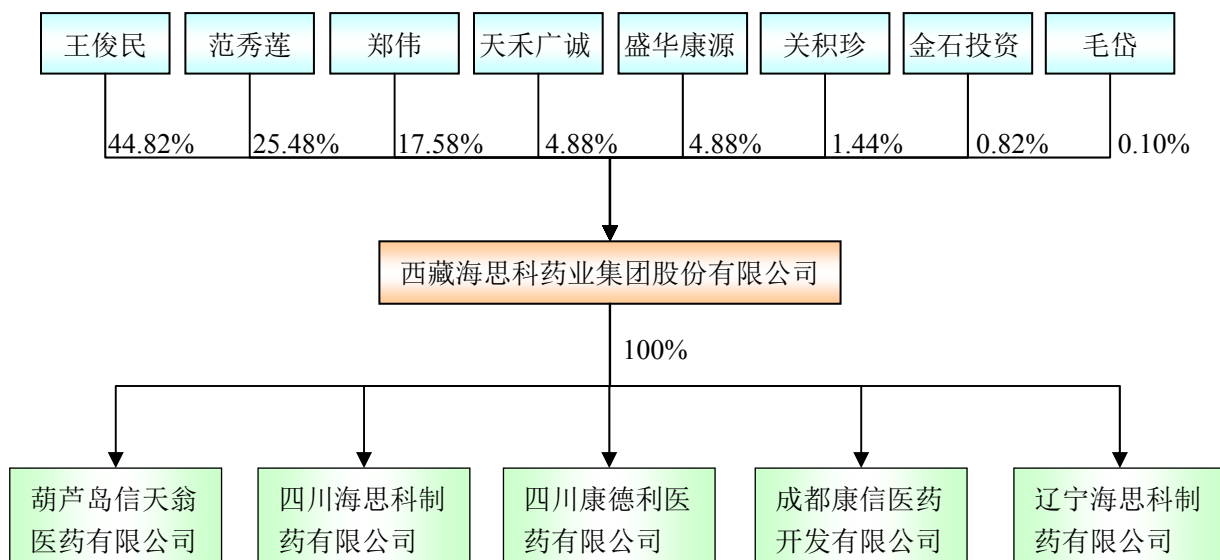 王俊民
范秀莲
郑伟
天禾广诚
盛华康源
关积珍
金石投资
毛岱
44.82%
25.48%
17.58%
4.88%
4.88%
1.44%
0.82%
0.10%
西藏海思科药业集团股份有限公司
100%
葫芦岛信天翁
医药有限公司
四川海思科制
药有限公司
四川康德利医
药有限公司
成都康信医药
开发有限公司
辽宁海思科制
药有限公司